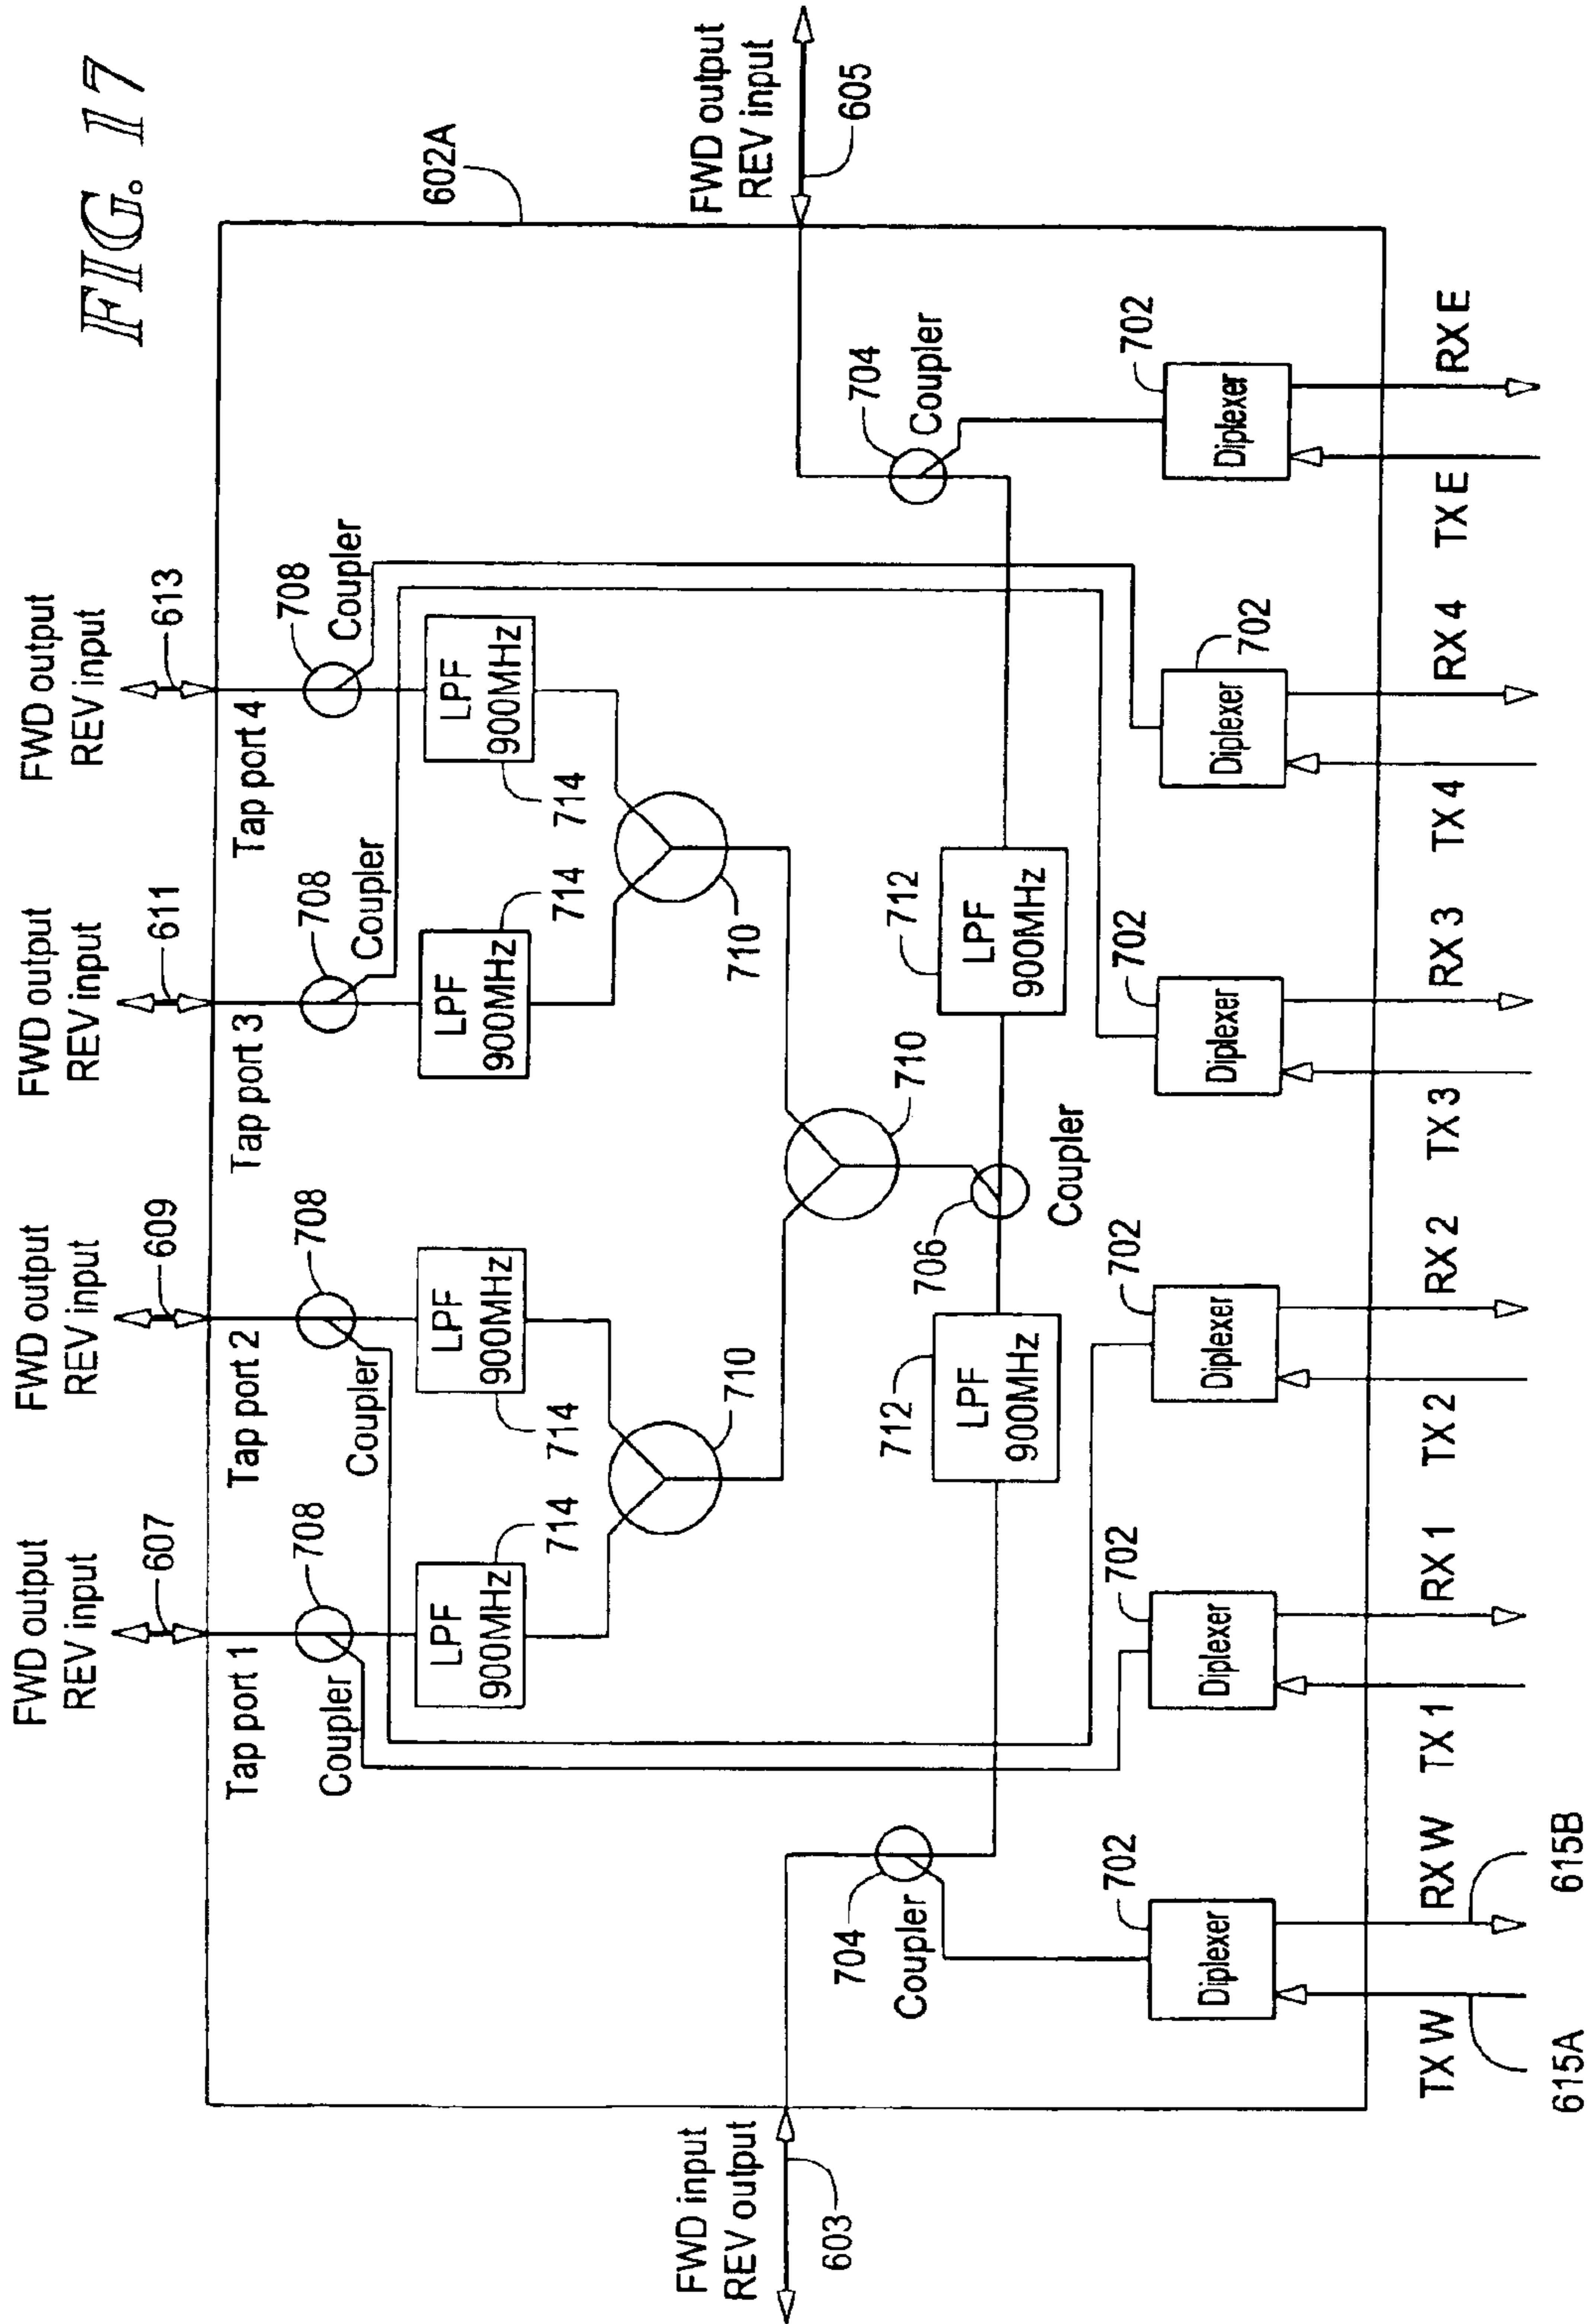 FIG. 17
FWD output
REV input
607
FWD output
REV input
609
FWD output
REV input
611
FWD output
REV input
613
602A
Tap port 1
Tap port 2
Tap port 3
Tap port 4
708
708
708
708
Coupler
Coupler
Coupler
Coupler
LPF
900MHz
LPF
900MHz
LPF
900MHz
LPF
900MHz
714
714
714
714
710
710
710
FWD input
REV output
603
FWD output
REV input
605
704
Coupler
704
Coupler
712
LPF
900MHz
706
Coupler
712
LPF
900MHz
702
Diplexer
702
Diplexer
702
Diplexer
702
Diplexer
702
Diplexer
702
Diplexer
TX W
RX W
TX 1
RX 1
TX 2
RX 2
TX 3
RX 3
TX 4
RX 4
TX E
RX E
615A
615B